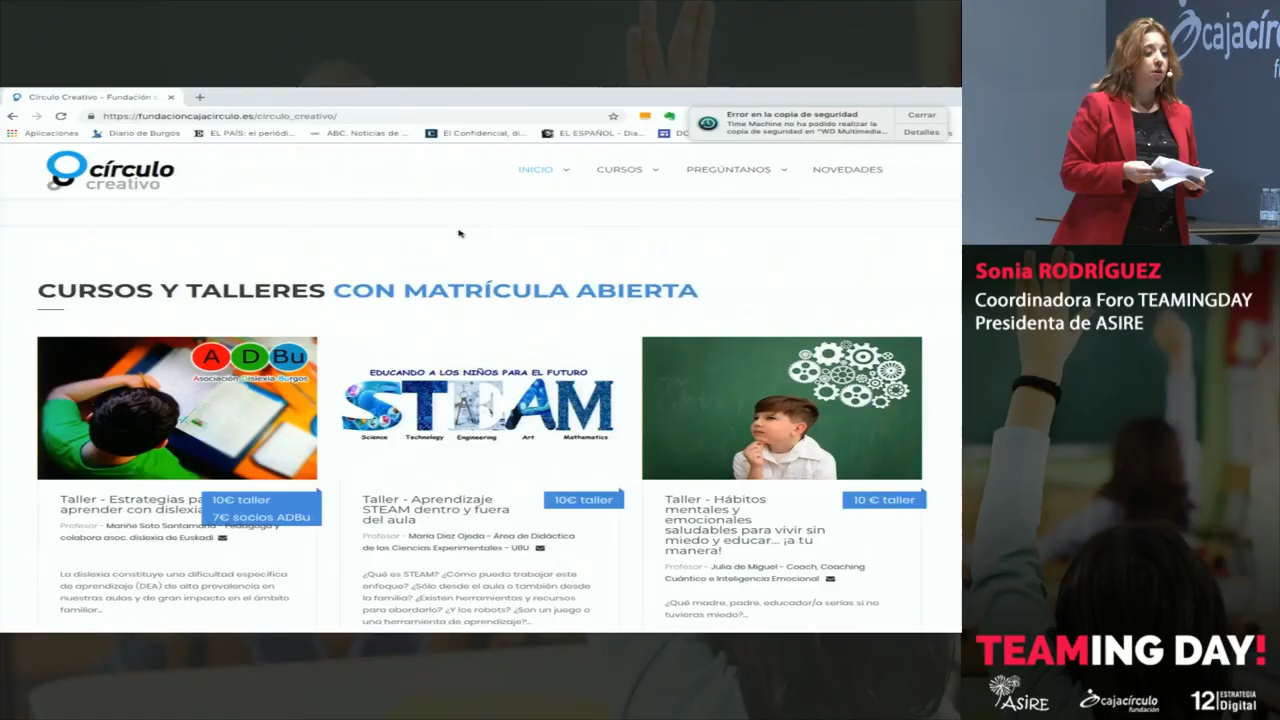 Círculo Creativo - Fundación
https://fundacioncajacirculo.es/circulo_creativo/
Error en la copia de seguridad
Time Machine no ha podido realizar la
copia de seguridad en "WD Multimedia...
Cerrar
Detalles
Aplicaciones
Diario de Burgos
EL PAÍS: el periódi...
ABC. Noticias de ...
El Confidencial, di...
EL ESPAÑOL - Dia...
círculo
creativo
INICIO
CURSOS
PREGÚNTANOS
NOVEDADES
CURSOS Y TALLERES CON MATRÍCULA ABIERTA
A D Bu
Asociación Dislexia Burgos
Taller - Estrategias
aprender con dislexia
10€ taller
7€ socios ADBu
Profesor - Mariñe Soto Santamaría - Pedagoga y
colabora asoc. dislexia de Euskadi
La dislexia constituye una dificultad específica
de aprendizaje (DEA) de alta prevalencia en
nuestras aulas y de gran impacto en el ámbito
familiar...
EDUCANDO A LOS NIÑOS PARA EL FUTURO
STEAM
Science Technology Engineering Art Mathematics
Taller - Aprendizaje
STEAM dentro y fuera
del aula
10€ taller
Profesor - María Diez Ojeda - Área de Didáctica
de las Ciencias Experimentales - UBU
¿Qué es STEAM? ¿Cómo puedo trabajar este
enfoque? ¿Sólo desde el aula o también desde
la familia? ¿Existen herramientas y recursos
para abordarlo? ¿Y los robots? ¿Son un juego o
una herramienta de aprendizaje?...
Taller - Hábitos
mentales y
emocionales
saludables para vivir sin
miedo y educar... ¡a tu
manera!
10 € taller
Profesor - Julia de Miguel - Coach, Coaching
Cuántico e Inteligencia Emocional
¿Qué madre, padre, educador/a serías si no
tuvieras miedo?...
cajacír
Sonia RODRÍGUEZ
Coordinadora Foro TEAMINGDAY
Presidenta de ASIRE
TEAMING DAY!
ASIRE
cajacírculo
fundación
12 ESTRATEGIA
Digital